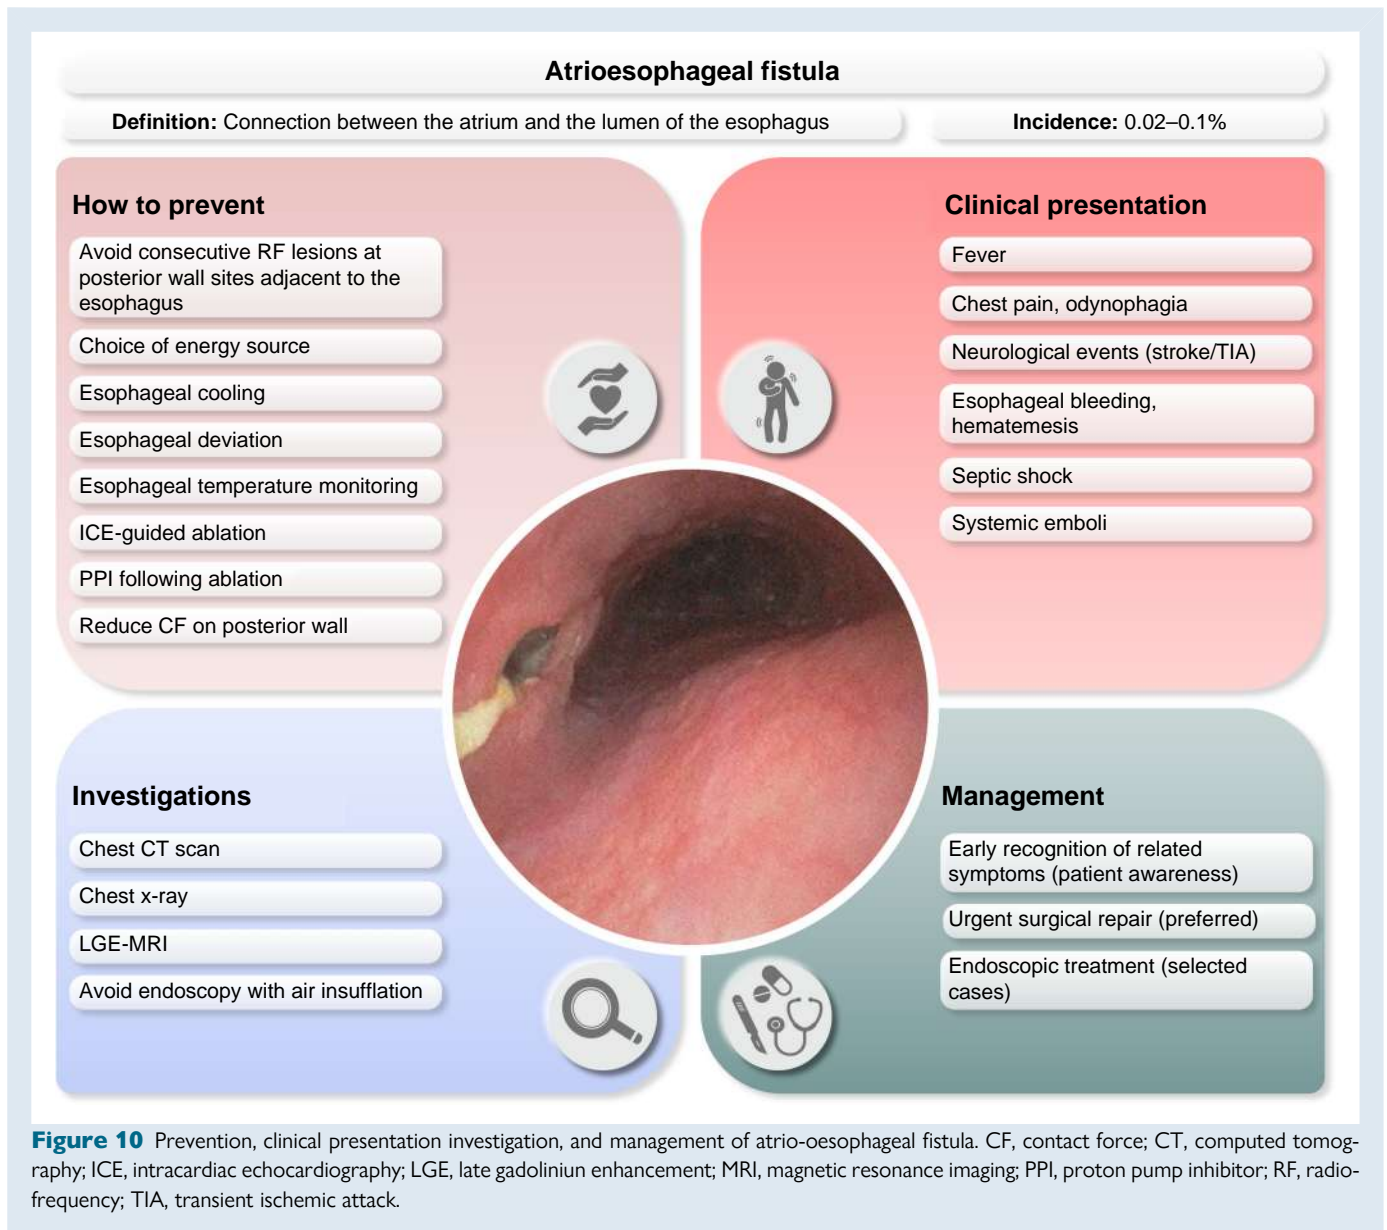 Atrioesophageal fistula
Definition: Connection between the atrium and the lumen of the esophagus
Incidence: 0.02–0.1%
How to prevent
Avoid consecutive RF lesions at
posterior wall sites adjacent to the
esophagus
Choice of energy source
Esophageal cooling
Esophageal deviation
Esophageal temperature monitoring
ICE-guided ablation
PPI following ablation
Reduce CF on posterior wall
Clinical presentation
Fever
Chest pain, odynophagia
Neurological events (stroke/TIA)
Esophageal bleeding,
hematemesis
Septic shock
Systemic emboli
Investigations
Chest CT scan
Chest x-ray
LGE-MRI
Avoid endoscopy with air insufflation
Management
Early recognition of related
symptoms (patient awareness)
Urgent surgical repair (preferred)
Endoscopic treatment (selected
cases)
Figure 10 Prevention, clinical presentation investigation, and management of atrio-oesophageal fistula. CF, contact force; CT, computed tomog-
raphy; ICE, intracardiac echocardiography; LGE, late gadoliniun enhancement; MRI, magnetic resonance imaging; PPI, proton pump inhibitor; RF, radio-
frequency; TIA, transient ischemic attack.